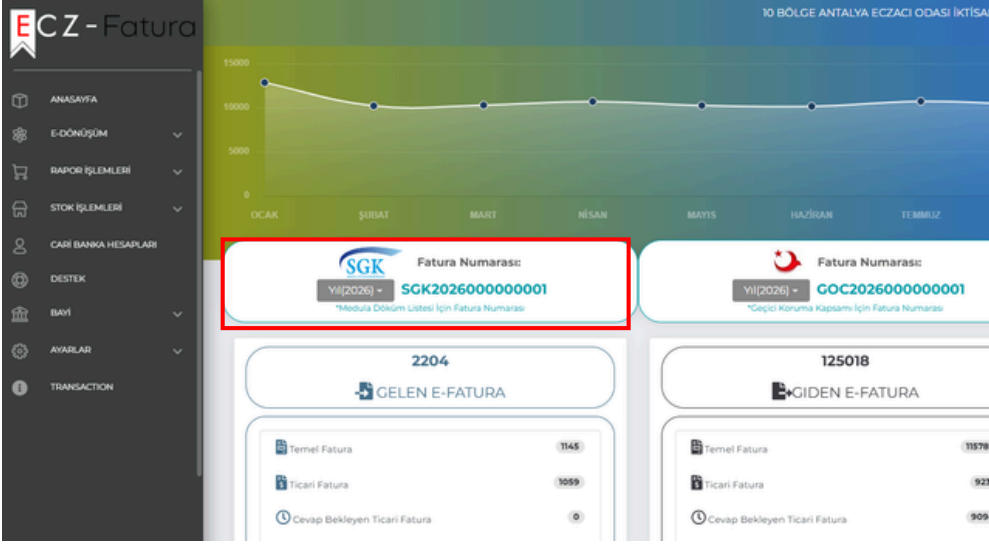 ECZ-Fatura
10 BÖLGE ANTALYA ECZACI ODASI İKTİSA
ANASAYFA
E-DÖNÜŞÜM
RAPOR İŞLEMLERİ
STOK İŞLEMLERİ
CARİ BANKA HESAPLARI
DESTEK
BAYİ
AYARLAR
TRANSACTION
15000
10000
5000
0
OCAK ŞUBAT MART NİSAN MAYIS HAZİRAN TEMMUZ
SGK Fatura Numarası:
Yıl(2026) SGK2026000000001
*Medula Döküm Listesi İçin Fatura Numarası
Fatura Numarası:
Yıl(2026) GOC2026000000001
*Geçici Koruma Kapsamı İçin Fatura Numarası
2204
GELEN E-FATURA
Temel Fatura 1145
Ticari Fatura 1059
Cevap Bekleyen Ticari Fatura 0
125018
GIDEN E-FATURA
Temel Fatura 11578
Ticari Fatura 923
Cevap Bekleyen Ticari Fatura 909